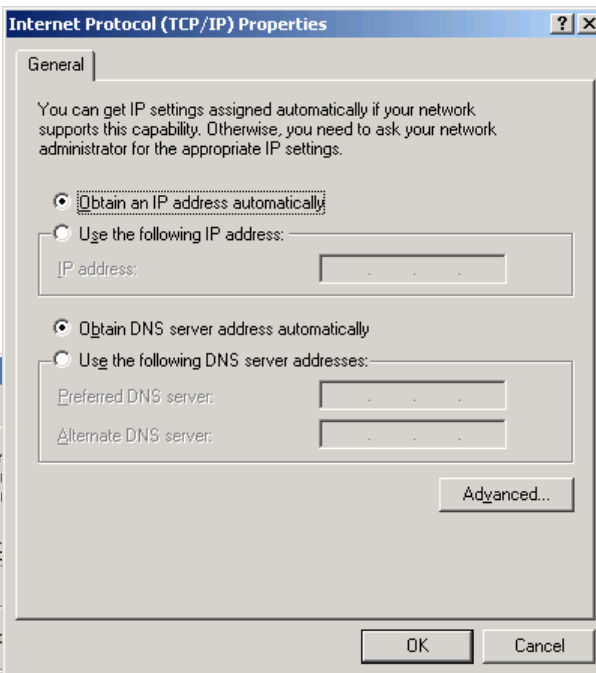 Internet Protocol (TCP/IP) Properties
General
You can get IP settings assigned automatically if your network
supports this capability. Otherwise, you need to ask your network
administrator for the appropriate IP settings.
Obtain an IP address automatically
Use the following IP address:
IP address:
Obtain DNS server address automatically
Use the following DNS server addresses:
Preferred DNS server:
Alternate DNS server:
Advanced...
OK
Cancel